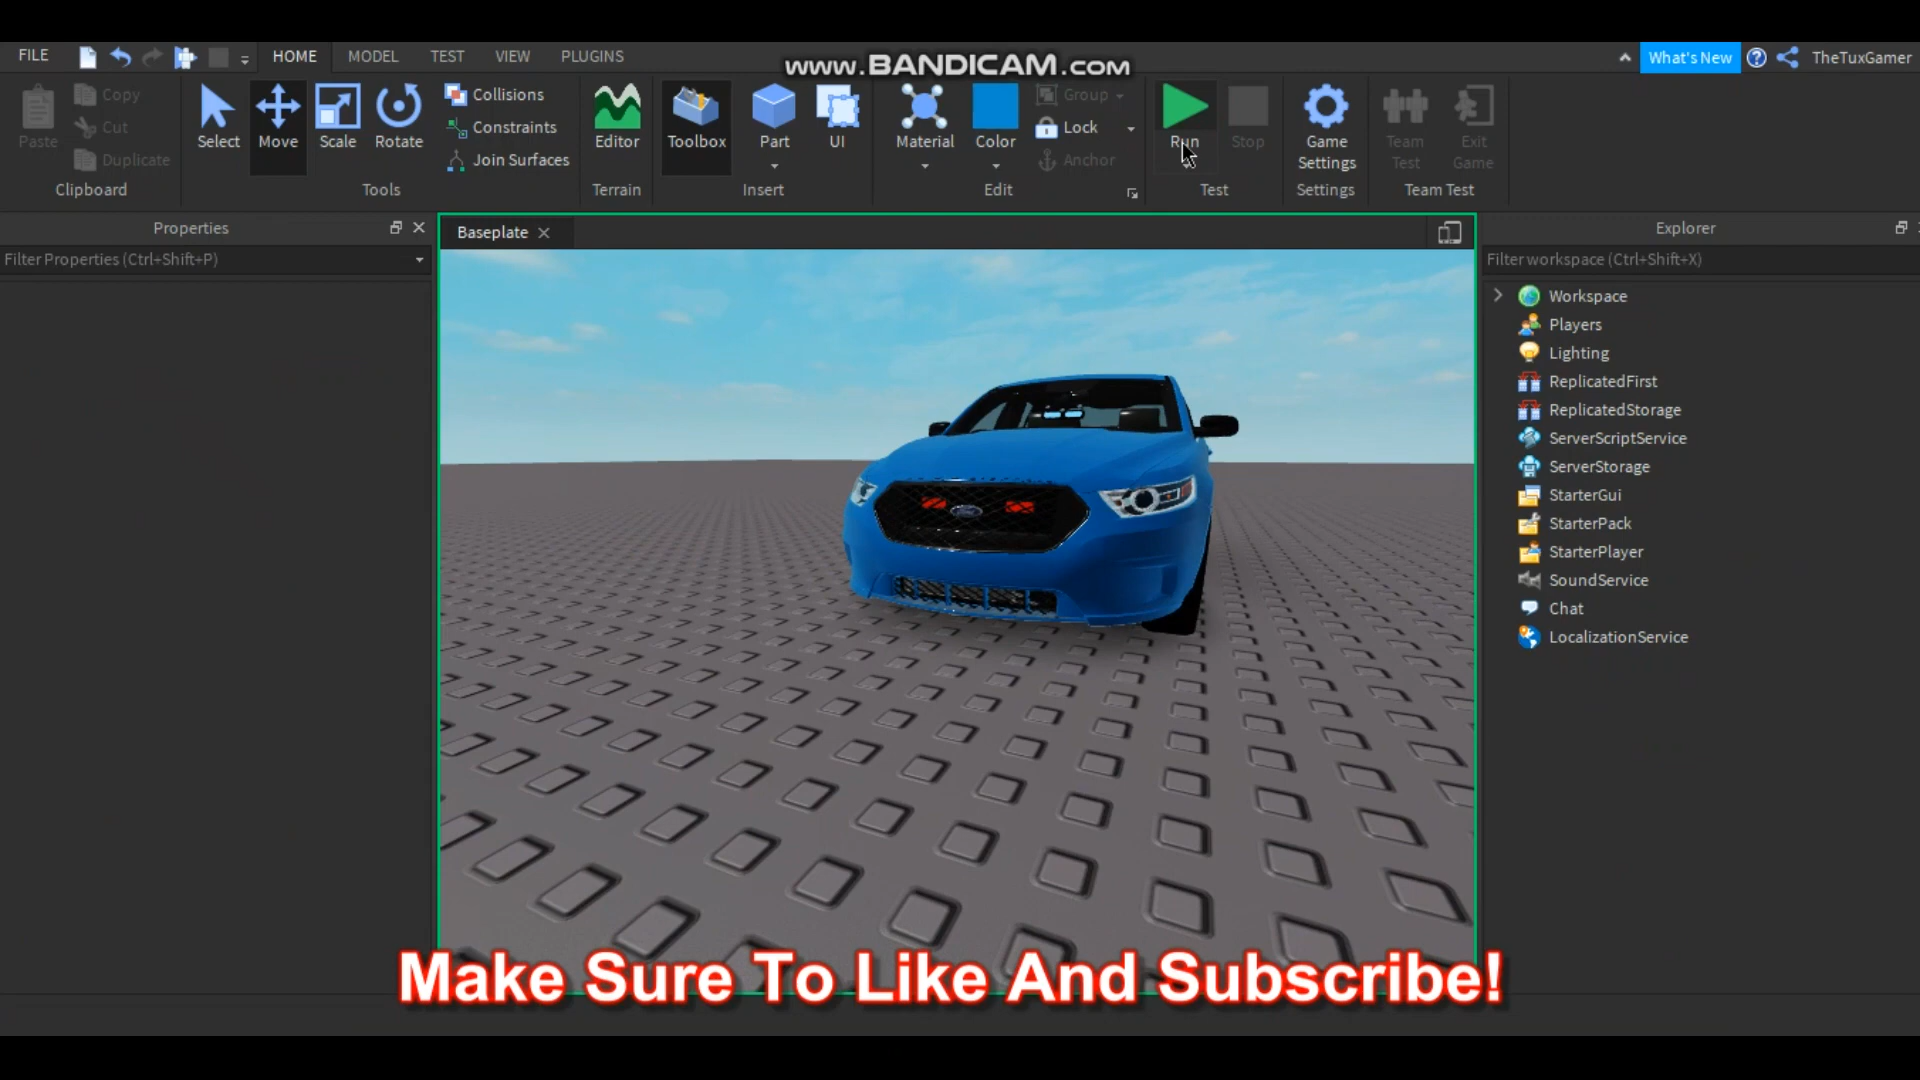 www.BANDICAM.com
FILE HOME MODEL TEST VIEW PLUGINS What's New TheTuxGamer
Paste Copy Cut Duplicate
Clipboard
Select Move Scale Rotate Collisions Constraints Join Surfaces
Tools
Editor
Terrain
Toolbox Part UI
Insert
Material Color Group Lock Anchor
Edit
Run Stop
Test
Game Settings
Settings
Team Test Exit Game
Team Test
Properties
Filter Properties (Ctrl+Shift+P)
Baseplate
Explorer
Filter workspace (Ctrl+Shift+X)
Workspace
Players
Lighting
ReplicatedFirst
ReplicatedStorage
ServerScriptService
ServerStorage
StarterGui
StarterPack
StarterPlayer
SoundService
Chat
LocalizationService
Ford
Make Sure To Like And Subscribe!